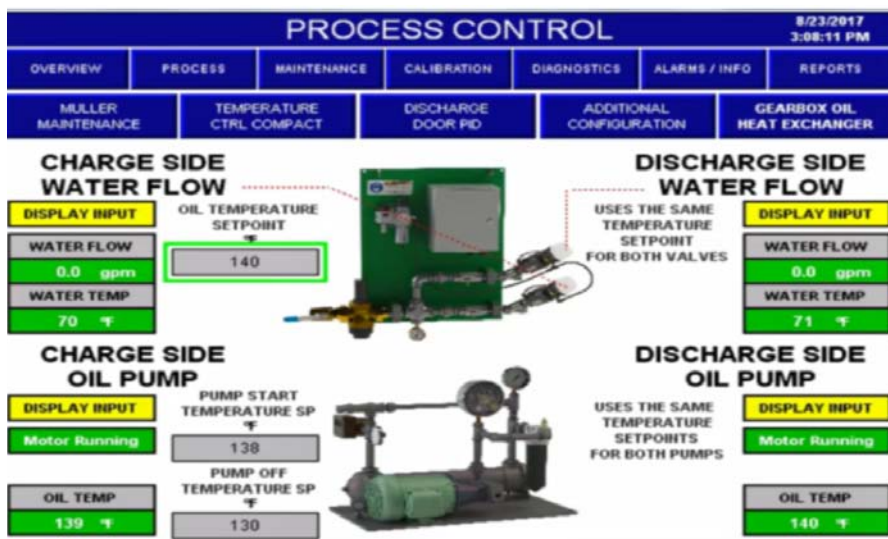 PROCESS CONTROL
8/23/2017
3:08:11 PM
OVERVIEW
PROCESS
MAINTENANCE
CALIBRATION
DIAGNOSTICS
ALARMS / INFO
REPORTS
MULLER
MAINTENANCE
TEMPERATURE
CTRL COMPACT
DISCHARGE
DOOR PID
ADDITIONAL
CONFIGURATION
GEARBOX OIL
HEAT EXCHANGER
CHARGE SIDE
WATER FLOW
DISPLAY INPUT
WATER FLOW
0.0 gpm
WATER TEMP
70 °F
OIL TEMPERATURE
SETPOINT
°F
140
DISCHARGE SIDE
WATER FLOW
USES THE SAME
TEMPERATURE
SETPOINT
FOR BOTH VALVES
DISPLAY INPUT
WATER FLOW
0.0 gpm
WATER TEMP
71 °F
CHARGE SIDE
OIL PUMP
DISPLAY INPUT
Motor Running
OIL TEMP
139 °F
PUMP START
TEMPERATURE SP
°F
138
PUMP OFF
TEMPERATURE SP
°F
130
DISCHARGE SIDE
OIL PUMP
USES THE SAME
TEMPERATURE
SETPOINTS
FOR BOTH PUMPS
DISPLAY INPUT
Motor Running
OIL TEMP
140 °F